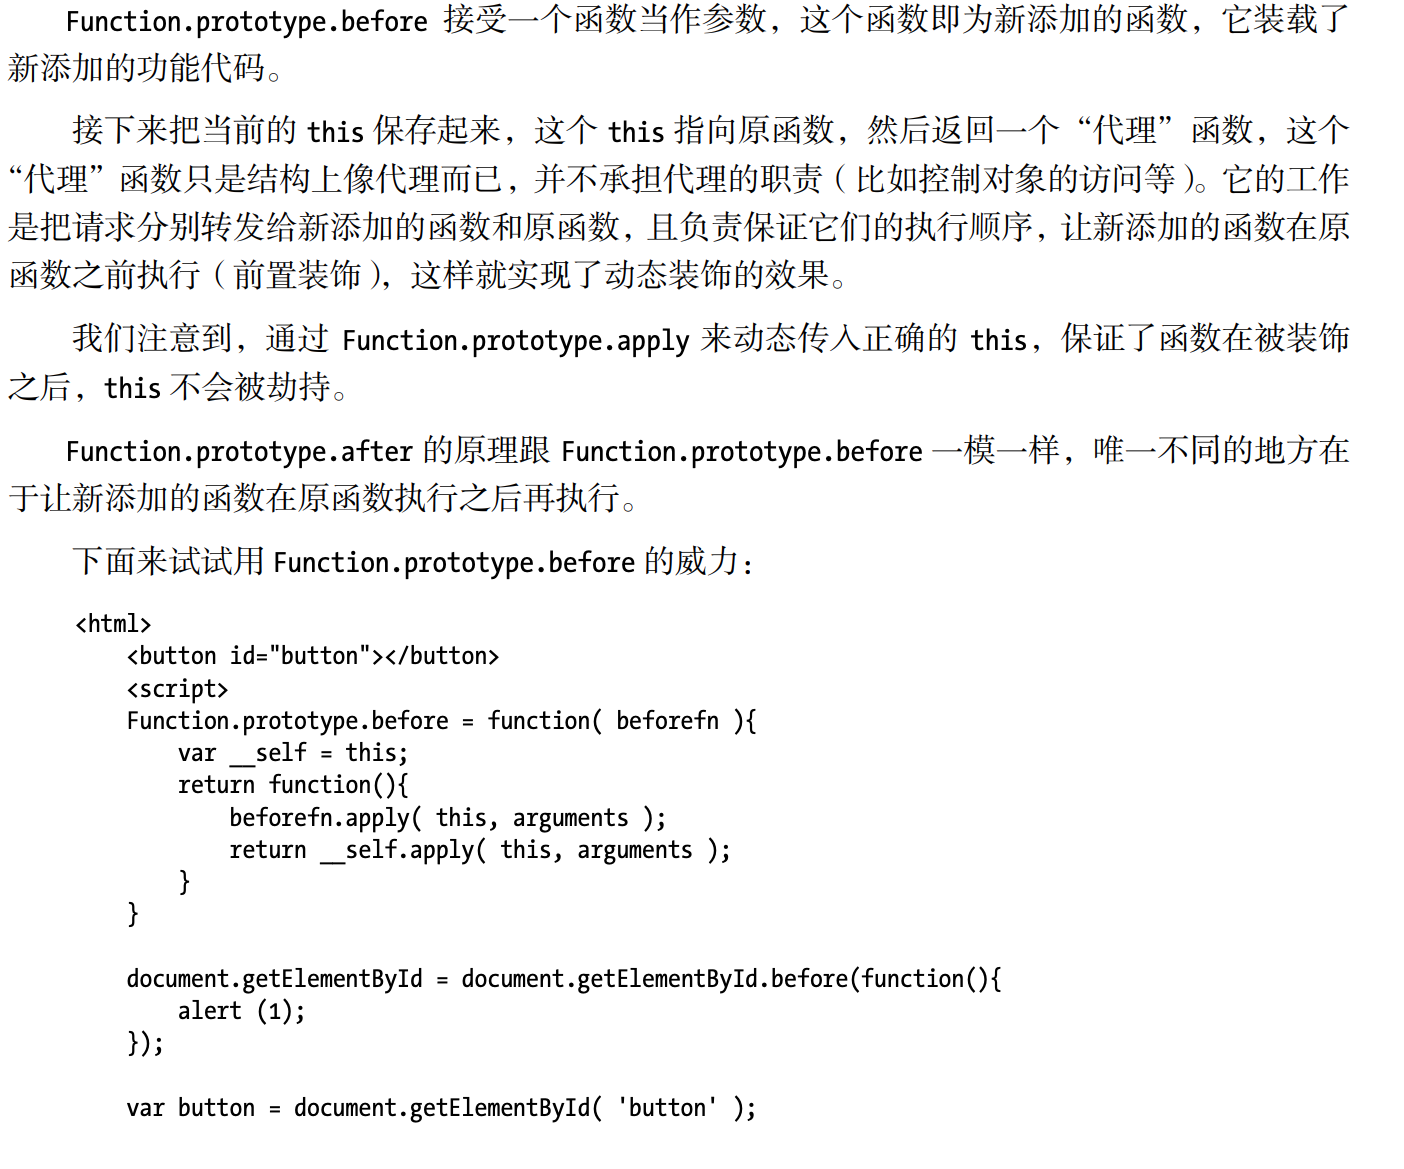 Function.prototype.before 接受一个函数当作参数，这个函数即为新添加的函数，它装载了
新添加的功能代码。
接下来把当前的 this 保存起来，这个 this 指向原函数，然后返回一个“代理”函数，这个
“代理”函数只是结构上像代理而已，并不承担代理的职责（比如控制对象的访问等）。它的工作
是把请求分别转发给新添加的函数和原函数，且负责保证它们的执行顺序，让新添加的函数在原
函数之前执行（前置装饰），这样就实现了动态装饰的效果。
我们注意到，通过 Function.prototype.apply 来动态传入正确的 this，保证了函数在被装饰
之后，this 不会被劫持。
Function.prototype.after 的原理跟 Function.prototype.before 一模一样，唯一不同的地方在
于让新添加的函数在原函数执行之后再执行。
下面来试试用 Function.prototype.before 的威力：
<html>
<button id="button"></button>
<script>
Function.prototype.before = function( beforefn ){
var __self = this;
return function(){
beforefn.apply( this, arguments );
return __self.apply( this, arguments );
}
}
document.getElementById = document.getElementById.before(function(){
alert (1);
});
var button = document.getElementById( 'button' );